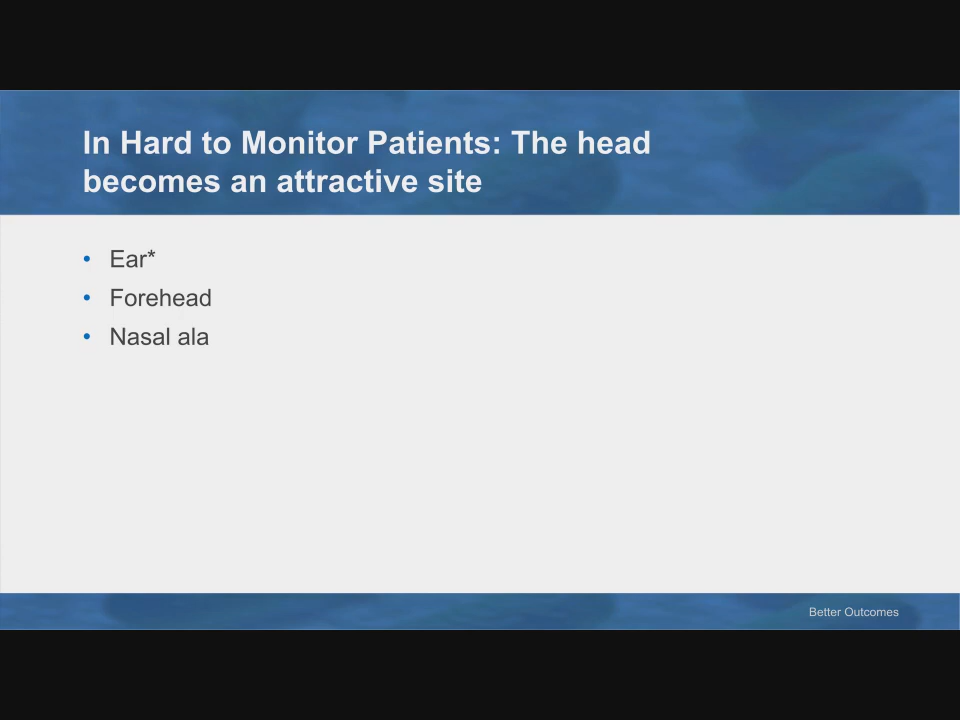 In Hard to Monitor Patients: The head
becomes an attractive site
• Ear*
• Forehead
• Nasal ala
Better Outcomes